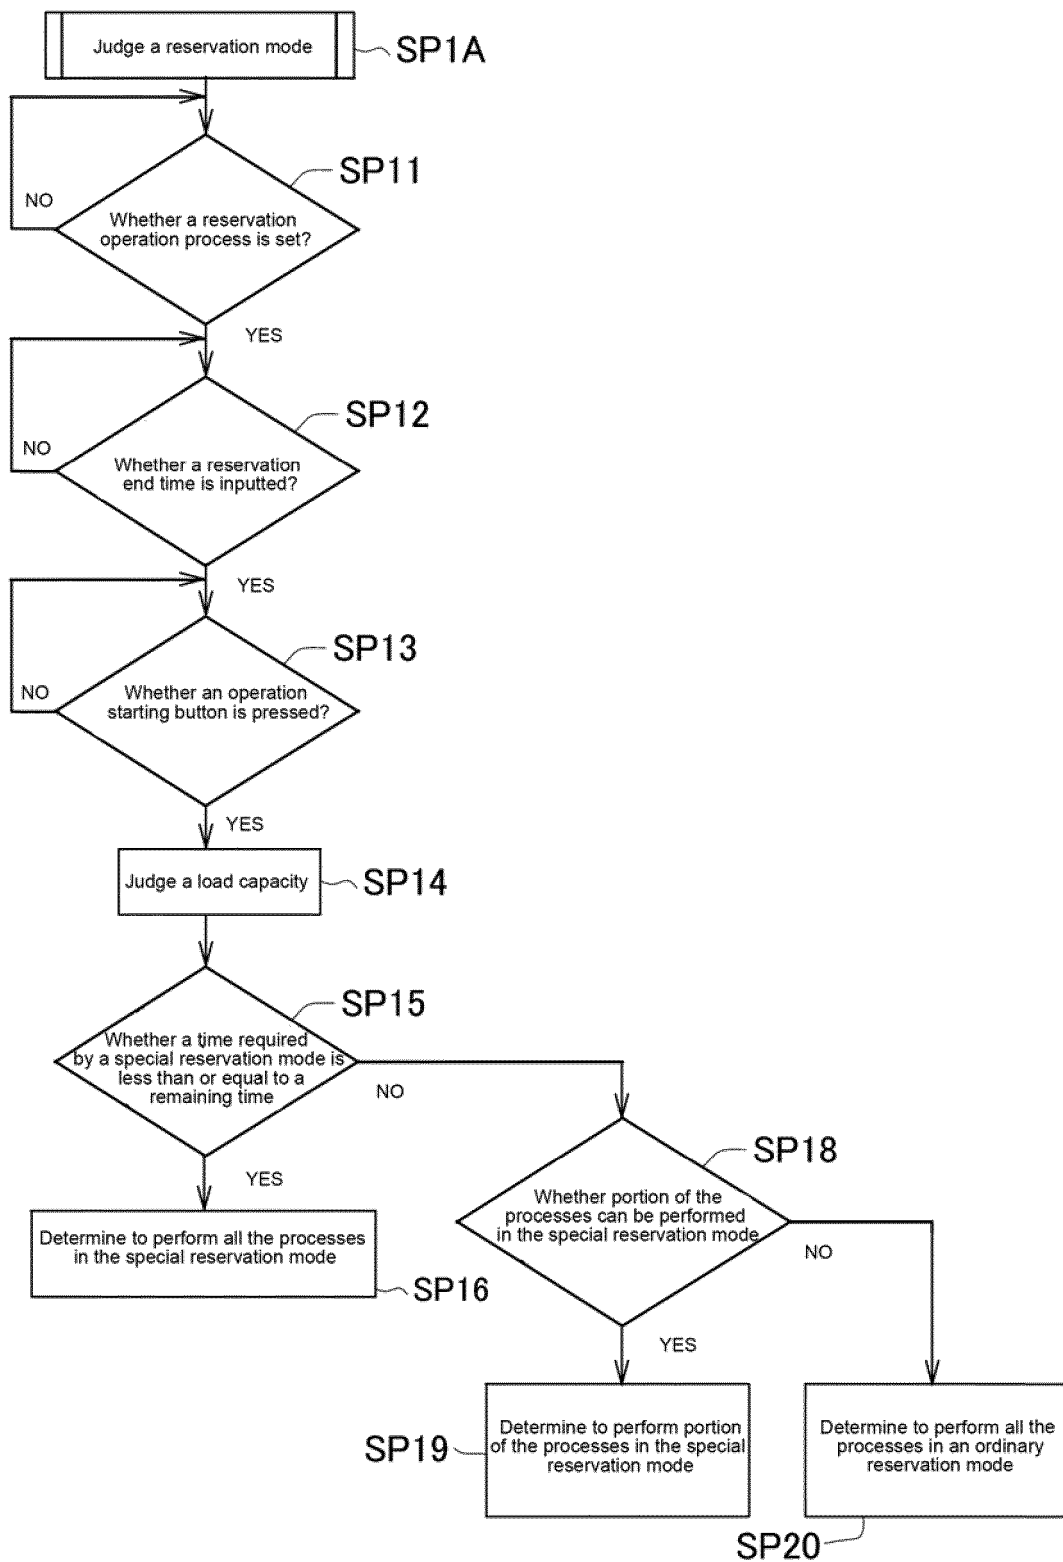 Judge a reservation mode
SP1A
SP11
NO
Whether a reservation
operation process is set?
YES
SP12
NO
Whether a reservation
end time is inputted?
YES
SP13
NO
Whether an operation
starting button is pressed?
YES
Judge a load capacity
SP14
SP15
Whether a time required
by a special reservation mode is
less than or equal to a
remaining time
NO
YES
SP18
Whether portion of the
processes can be performed
in the special reservation mode
NO
Determine to perform all the processes
in the special reservation mode
SP16
YES
SP19
Determine to perform portion
of the processes in the special
reservation mode
Determine to perform all the
processes in an ordinary
reservation mode
SP20